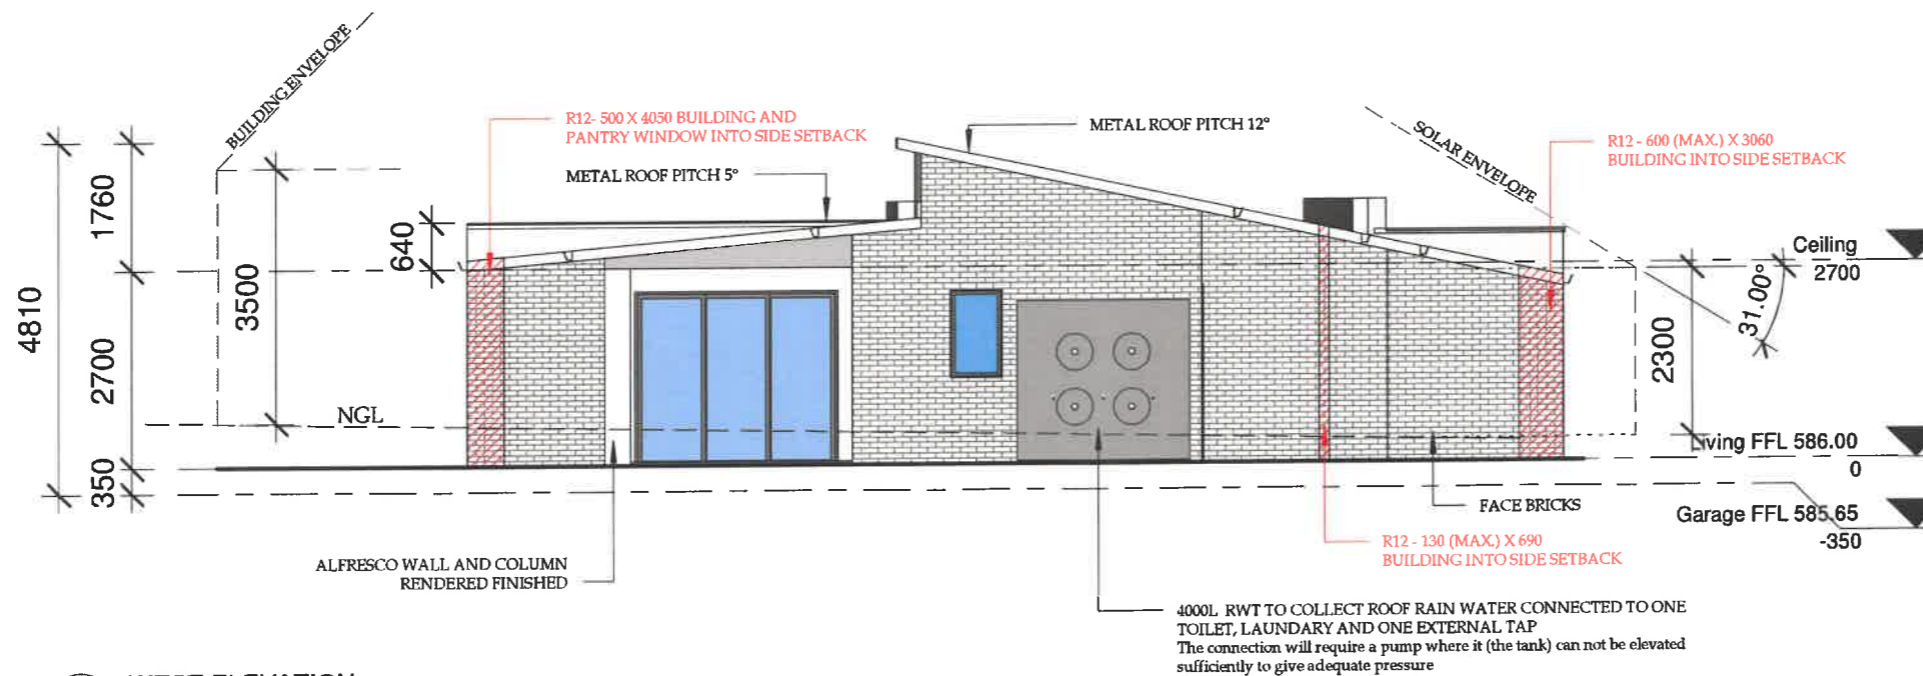 BUILDING ENVELOPE
R12- 500 X 4050 BUILDING AND
PANTRY WINDOW INTO SIDE SETBACK
METAL ROOF PITCH 5°
METAL ROOF PITCH 12°
SOLAR ENVELOPE
R12 - 600 (MAX.) X 3060
BUILDING INTO SIDE SETBACK
4810
1760
2700
350
3500
640
NGL
Ceiling
2700
31.00°
2300
iving FFL 586.00
0
Garage FFL 585.65
-350
FACE BRICKS
R12 - 130 (MAX.) X 690
BUILDING INTO SIDE SETBACK
ALFRESCO WALL AND COLUMN
RENDERED FINISHED
4000L RWT TO COLLECT ROOF RAIN WATER CONNECTED TO ONE
TOILET, LAUNDARY AND ONE EXTERNAL TAP
The connection will require a pump where it (the tank) can not be elevated
sufficiently to give adequate pressure
WEST ELEVATION